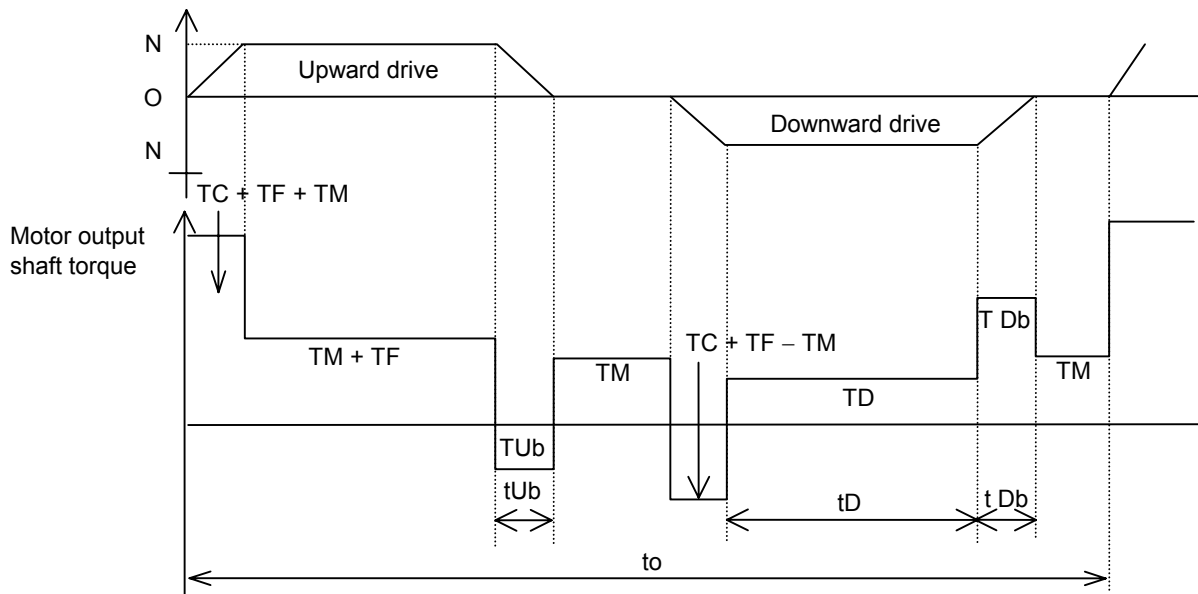 N
Upward drive
O
Downward drive
N
TC + TF + TM
Motor output
shaft torque
TM + TF
TUb
tUb
TM
TC + TF – TM
TD
T Db
TM
tD
t Db
to